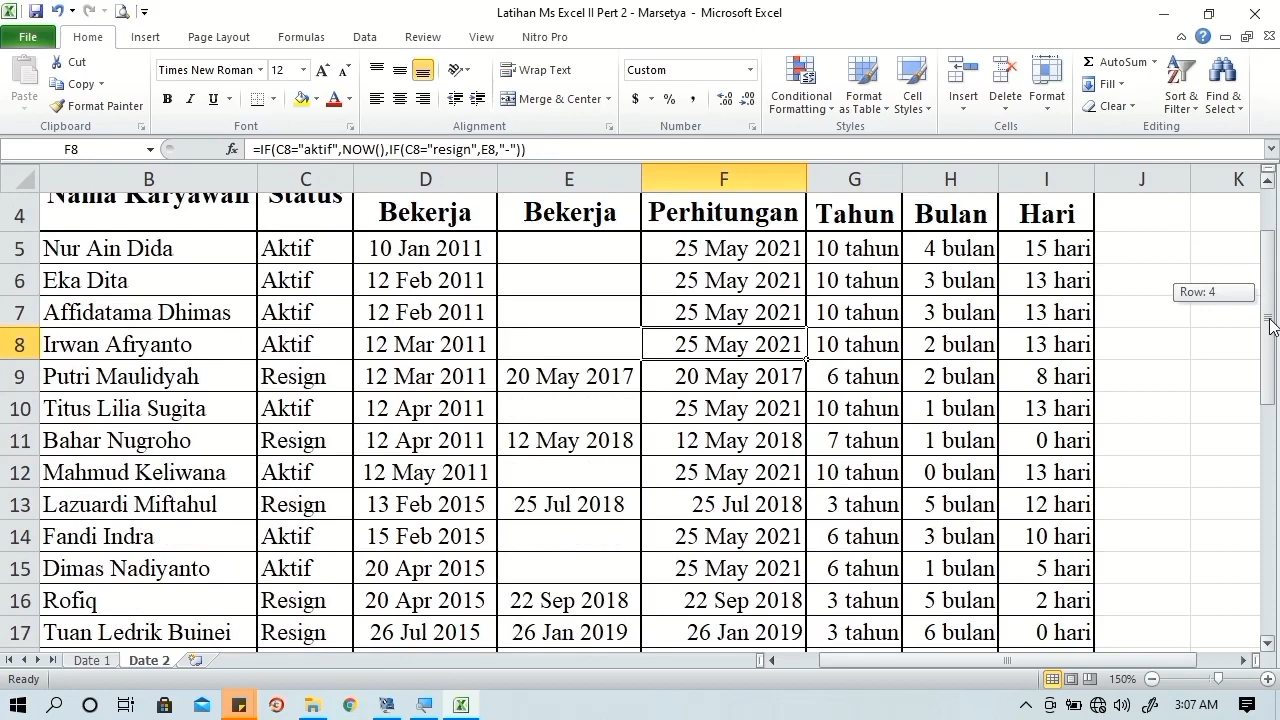 Latihan Ms Excel II Pert 2 - Marsetya - Microsoft Excel
File Home Insert Page Layout Formulas Data Review View Nitro Pro
Paste
Cut
Copy
Format Painter
Clipboard
Times New Roman 12
B I U
Font
Wrap Text
Merge & Center
Alignment
Custom
$ % ,
Number
Conditional Formatting
Format as Table
Cell Styles
Styles
Insert
Delete
Format
Cells
AutoSum
Fill
Clear
Sort & Filter
Find & Select
Editing
F8 fx =IF(C8="aktif",NOW(),IF(C8="resign",E8,"-"))
B C D E F G H I J K
4 Nama Karyawan Status Bekerja Bekerja Perhitungan Tahun Bulan Hari
5 Nur Ain Dida Aktif 10 Jan 2011 25 May 2021 10 tahun 4 bulan 15 hari
6 Eka Dita Aktif 12 Feb 2011 25 May 2021 10 tahun 3 bulan 13 hari
7 Affidatama Dhimas Aktif 12 Feb 2011 25 May 2021 10 tahun 3 bulan 13 hari
8 Irwan Afryanto Aktif 12 Mar 2011 25 May 2021 10 tahun 2 bulan 13 hari
9 Putri Maulidyah Resign 12 Mar 2011 20 May 2017 20 May 2017 6 tahun 2 bulan 8 hari
10 Titus Lilia Sugita Aktif 12 Apr 2011 25 May 2021 10 tahun 1 bulan 13 hari
11 Bahar Nugroho Resign 12 Apr 2011 12 May 2018 12 May 2018 7 tahun 1 bulan 0 hari
12 Mahmud Keliwana Aktif 12 May 2011 25 May 2021 10 tahun 0 bulan 13 hari
13 Lazuardi Miftahul Resign 13 Feb 2015 25 Jul 2018 25 Jul 2018 3 tahun 5 bulan 12 hari
14 Fandi Indra Aktif 15 Feb 2015 25 May 2021 6 tahun 3 bulan 10 hari
15 Dimas Nadiyanto Aktif 20 Apr 2015 25 May 2021 6 tahun 1 bulan 5 hari
16 Rofiq Resign 20 Apr 2015 22 Sep 2018 22 Sep 2018 3 tahun 5 bulan 2 hari
17 Tuan Ledrik Buinei Resign 26 Jul 2015 26 Jan 2019 26 Jan 2019 3 tahun 6 bulan 0 hari
Row: 4
Date 1 Date 2
Ready 150%
3:07 AM